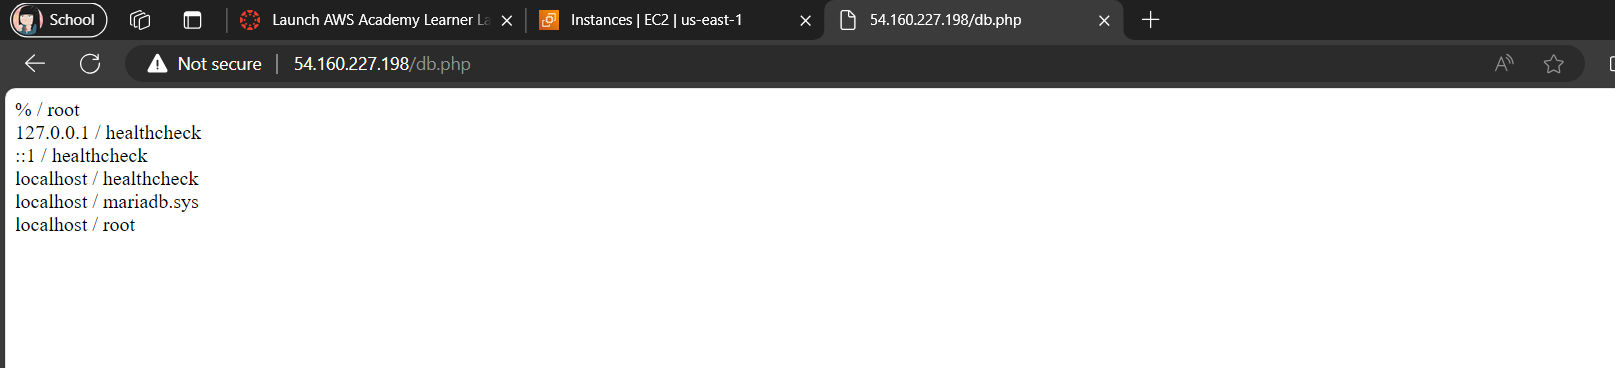 School
Launch AWS Academy Learner La
Instances | EC2 | us-east-1
54.160.227.198/db.php
Not secure
54.160.227.198/db.php
% / root
127.0.0.1 / healthcheck
::1 / healthcheck
localhost / healthcheck
localhost / mariadb.sys
localhost / root